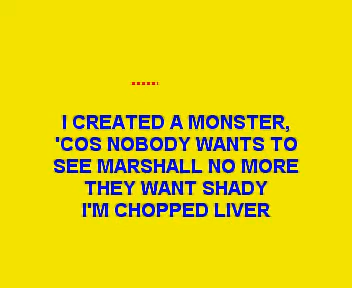 I CREATED A MONSTER,
'COS NOBODY WANTS TO
SEE MARSHALL NO MORE
THEY WANT SHADY
I'M CHOPPED LIVER